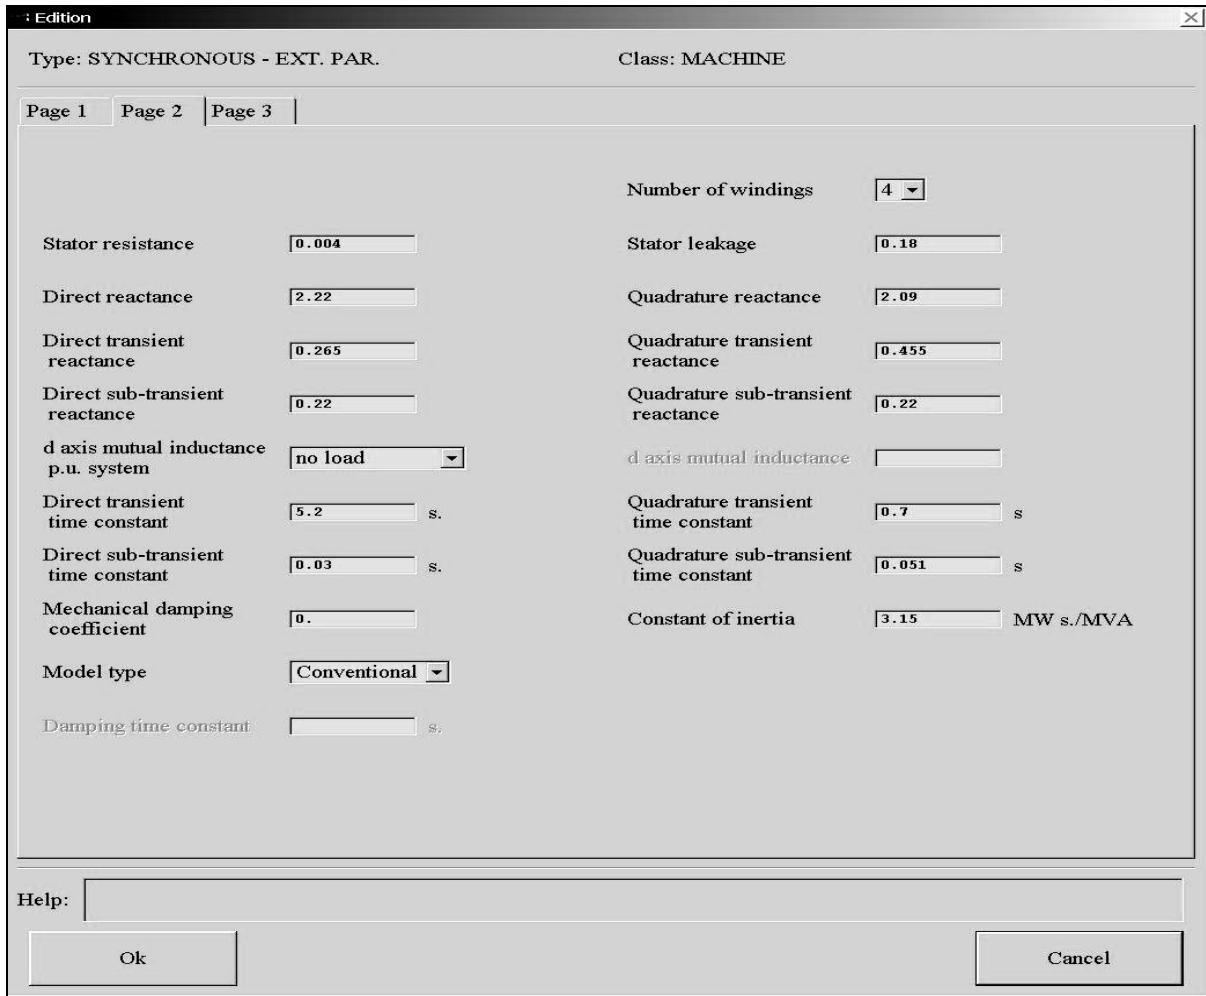 : Edition
Type: SYNCHRONOUS - EXT. PAR. Class: MACHINE
Page 1 Page 2 Page 3
Number of windings 4
Stator resistance 0.004 Stator leakage 0.18
Direct reactance 2.22 Quadrature reactance 2.09
Direct transient Quadrature transient
reactance 0.265 reactance 0.455
Direct sub-transient Quadrature sub-transient
reactance 0.22 reactance 0.22
d axis mutual inductance
p.u. system no load d axis mutual inductance
Direct transient Quadrature transient
time constant 5.2 s. time constant 0.7 s
Direct sub-transient Quadrature sub-transient
time constant 0.03 s. time constant 0.051 s
Mechanical damping
coefficient 0. Constant of inertia 3.15 MW s./MVA
Model type Conventional
Damping time constant s.
Help:
Ok Cancel